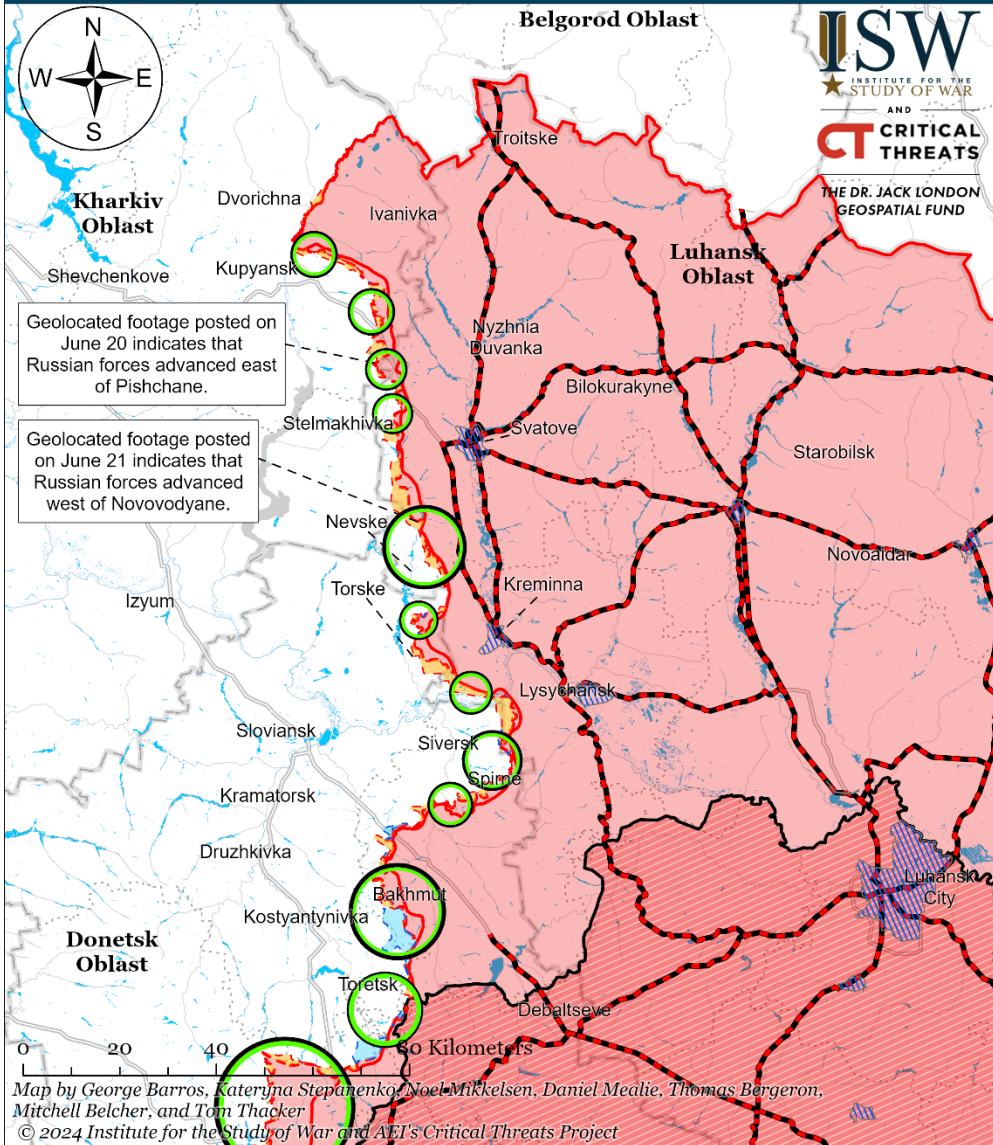 Belgorod Oblast
N
W E
S
ISW
INSTITUTE FOR THE
STUDY OF WAR
AND
CT CRITICAL
THREATS
THE DR. JACK LONDON
GEOSPATIAL FUND
Troitske
Dvorichna
Kharkiv
Oblast
Ivanivka
Luhansk
Oblast
Shevchenkove
Kupyansk
Geolocated footage posted on
June 20 indicates that
Russian forces advanced east
of Pishchane.
Nyzhnia
Duvanka
Bilokurakyne
Stelmakhivka
Svatove
Geolocated footage posted
on June 21 indicates that
Russian forces advanced
west of Novovodyane.
Starobilsk
Nevske
Novoaidar
Torske
Kreminna
Izyum
Lysychansk
Sloviansk
Siversk
Spirne
Kramatorsk
Druzhkivka
Luhansk
City
Bakhmut
Kostyantynivka
Donetsk
Oblast
Toretsk
Debaltseve
0 20 40 80 Kilometers
Map by George Barros, Kateryna Stepanenko, Noel Mikkelsen, Daniel Mealie, Thomas Bergeron,
Mitchell Belcher, and Tom Thacker
© 2024 Institute for the Study of War and AEI's Critical Threats Project